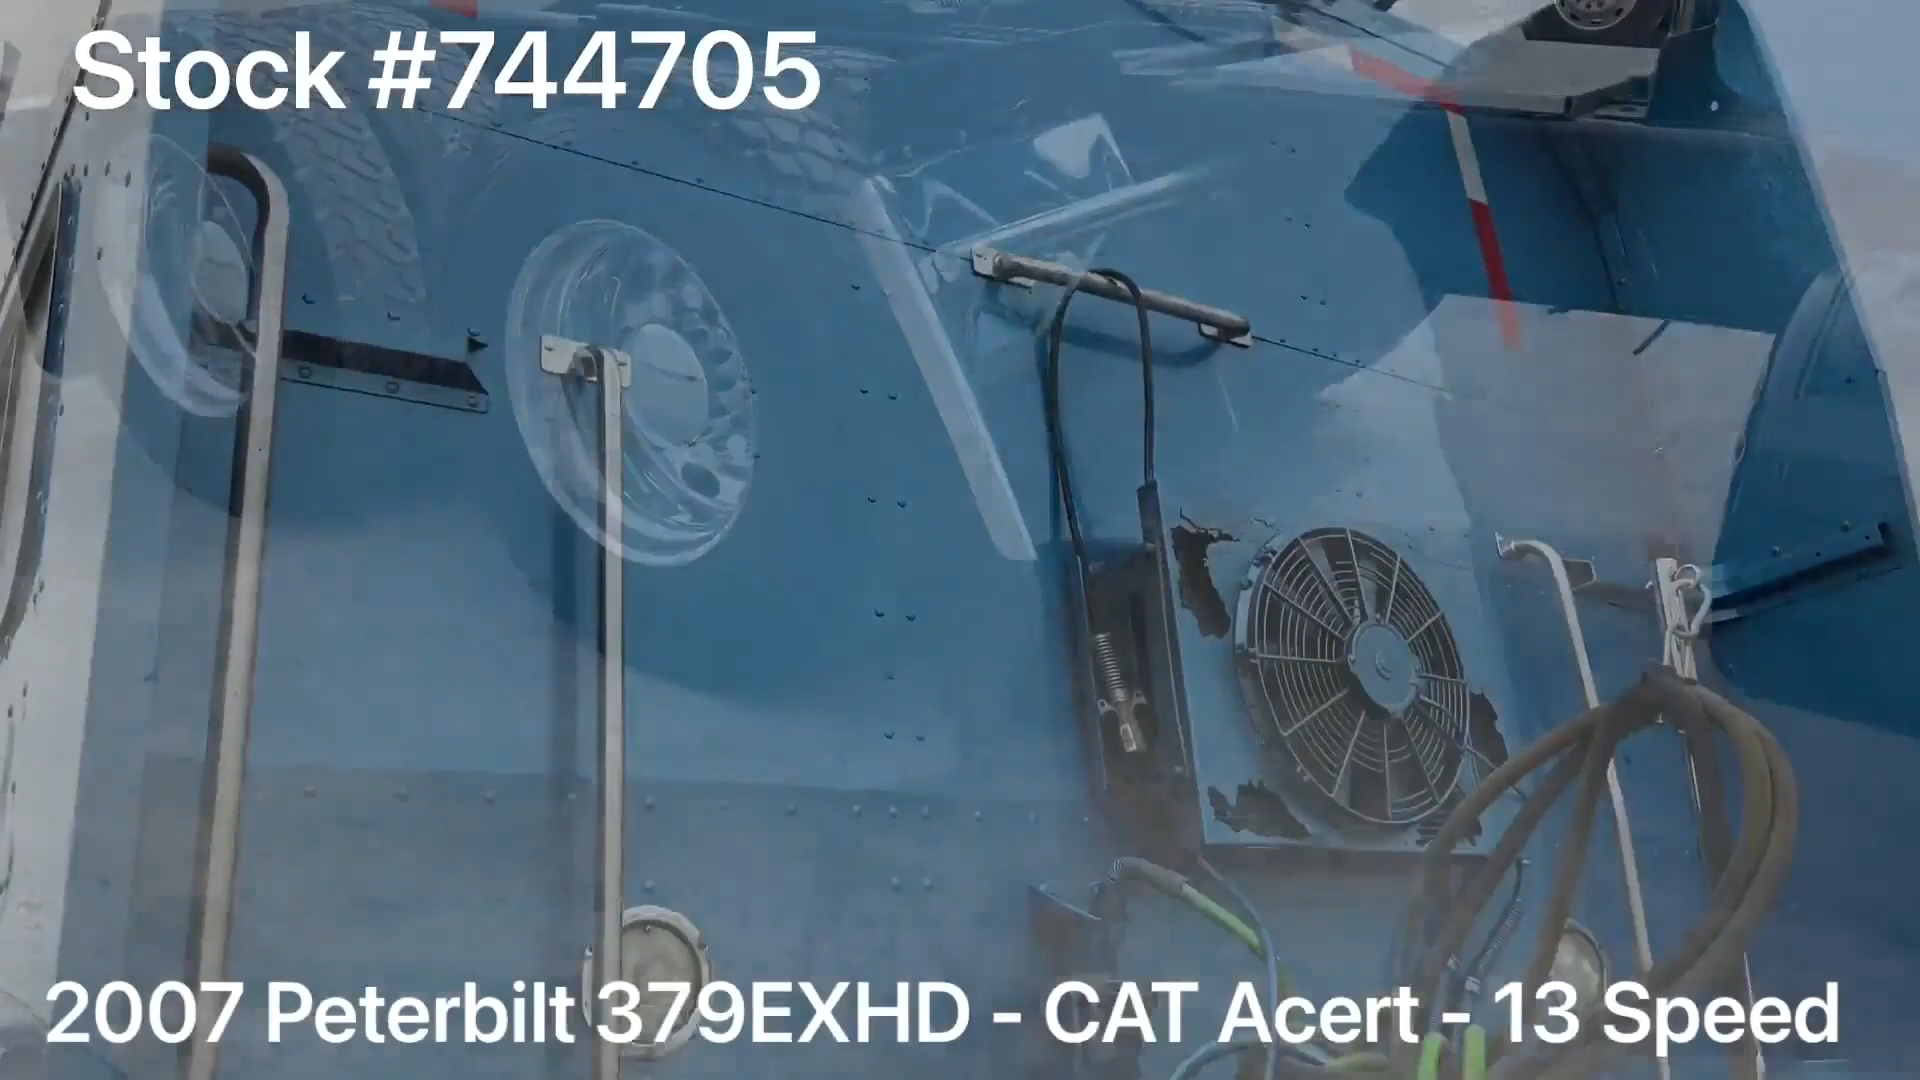 Stock #744705
2007 Peterbilt 379EXHD - CAT Acert - 13 Speed